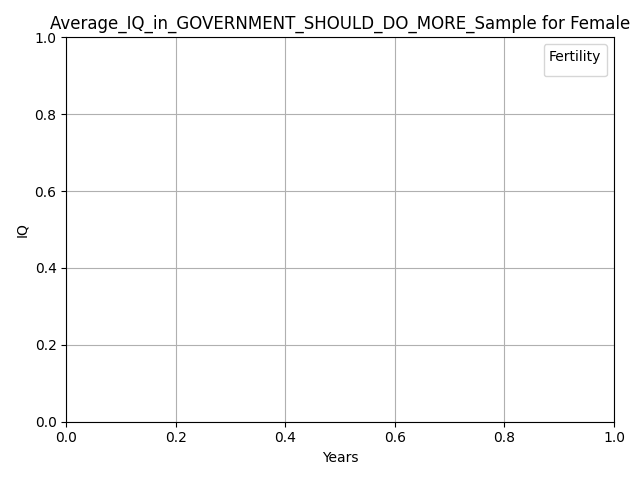 Average_IQ_in_GOVERNMENT_SHOULD_DO_MORE_Sample for Female
Fertility
1.0
0.8
0.6
0.4
0.2
0.0
IQ
0.0 0.2 0.4 0.6 0.8 1.0
Years